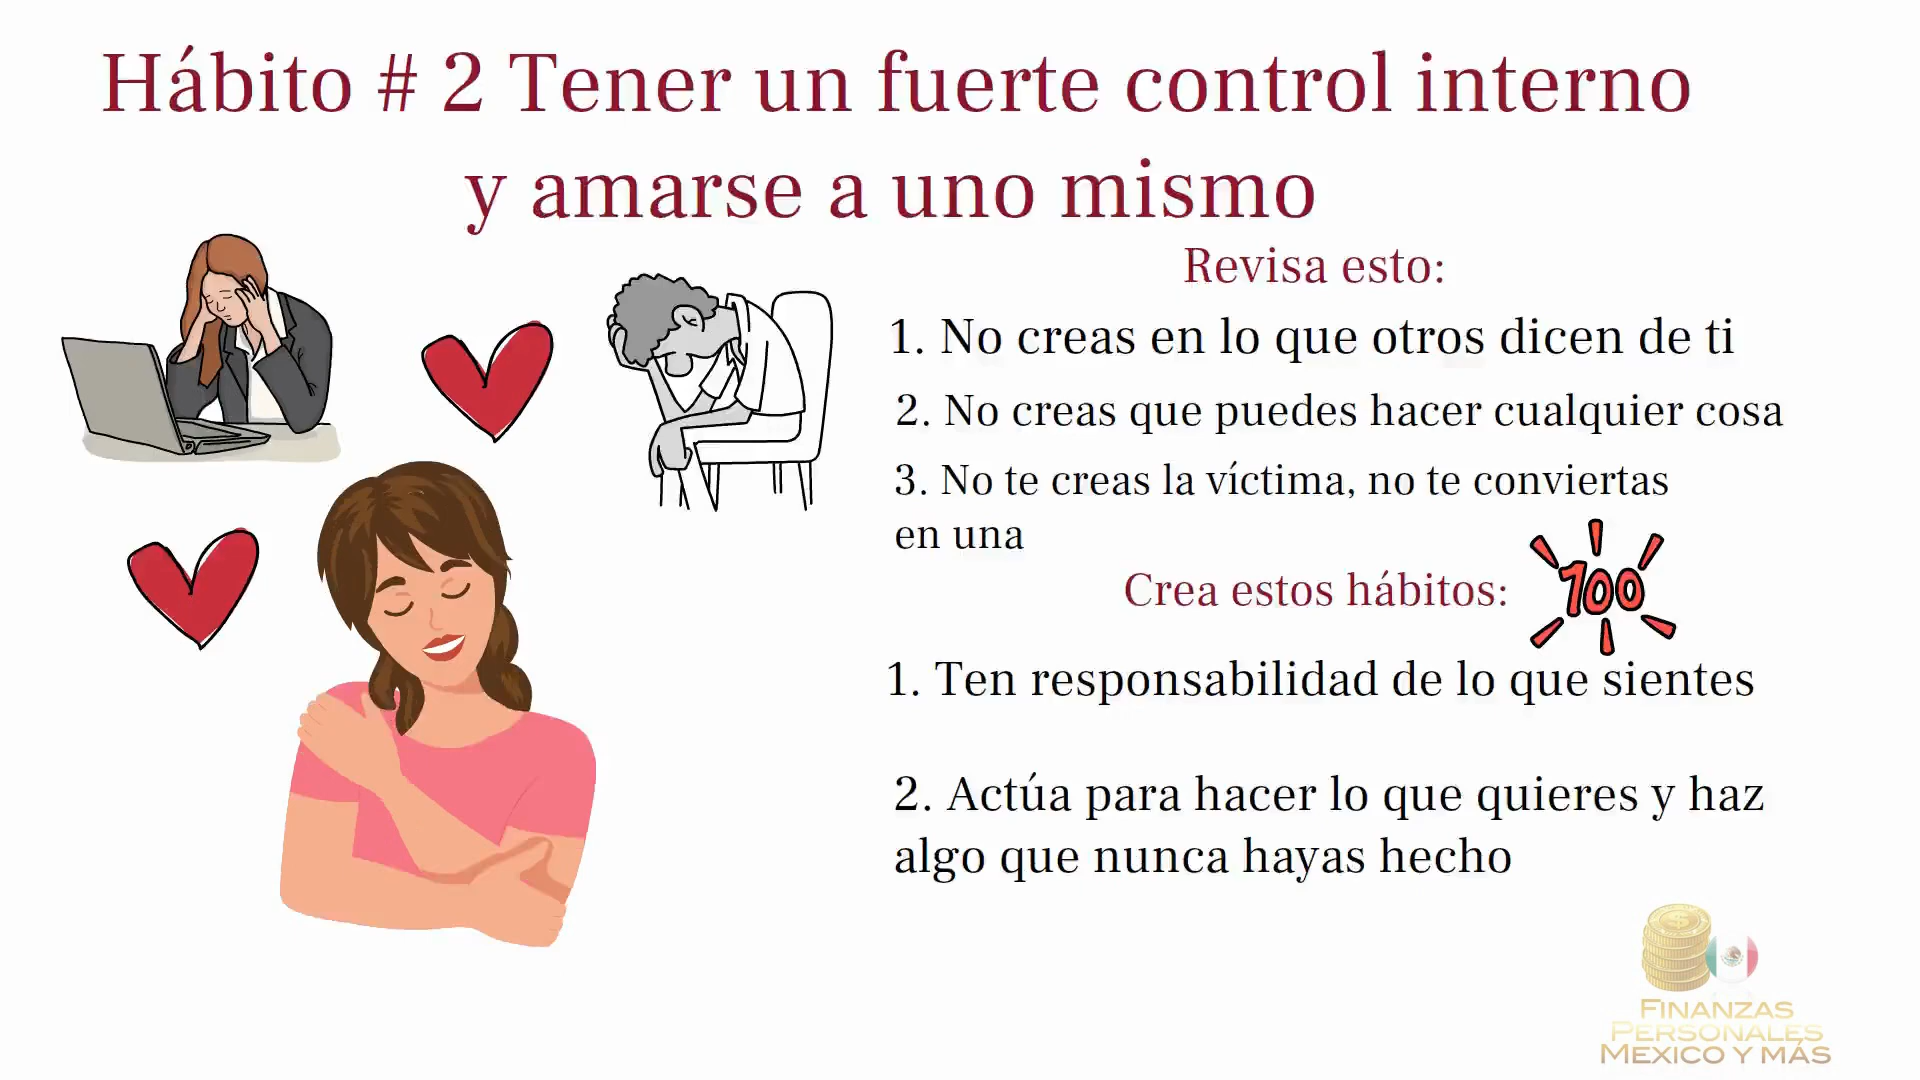 Hábito # 2 Tener un fuerte control interno
y amarse a uno mismo
Revisa esto:
1. No creas en lo que otros dicen de ti
2. No creas que puedes hacer cualquier cosa
3. No te creas la víctima, no te conviertas
en una
Crea estos hábitos:
100
1. Ten responsabilidad de lo que sientes
2. Actúa para hacer lo que quieres y haz
algo que nunca hayas hecho
FINANZAS
PERSONALES
MEXICO Y MÁS